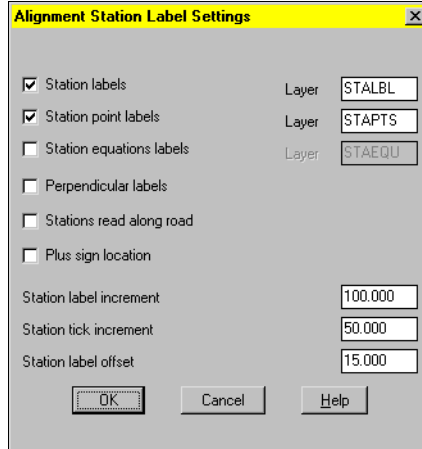 Alignment Station Label Settings
Station labels Layer STALBL
Station point labels Layer STAPTS
Station equations labels Layer STAEQU
Perpendicular labels
Stations read along road
Plus sign location
Station label increment 100.000
Station tick increment 50.000
Station label offset 15.000
OK Cancel Help